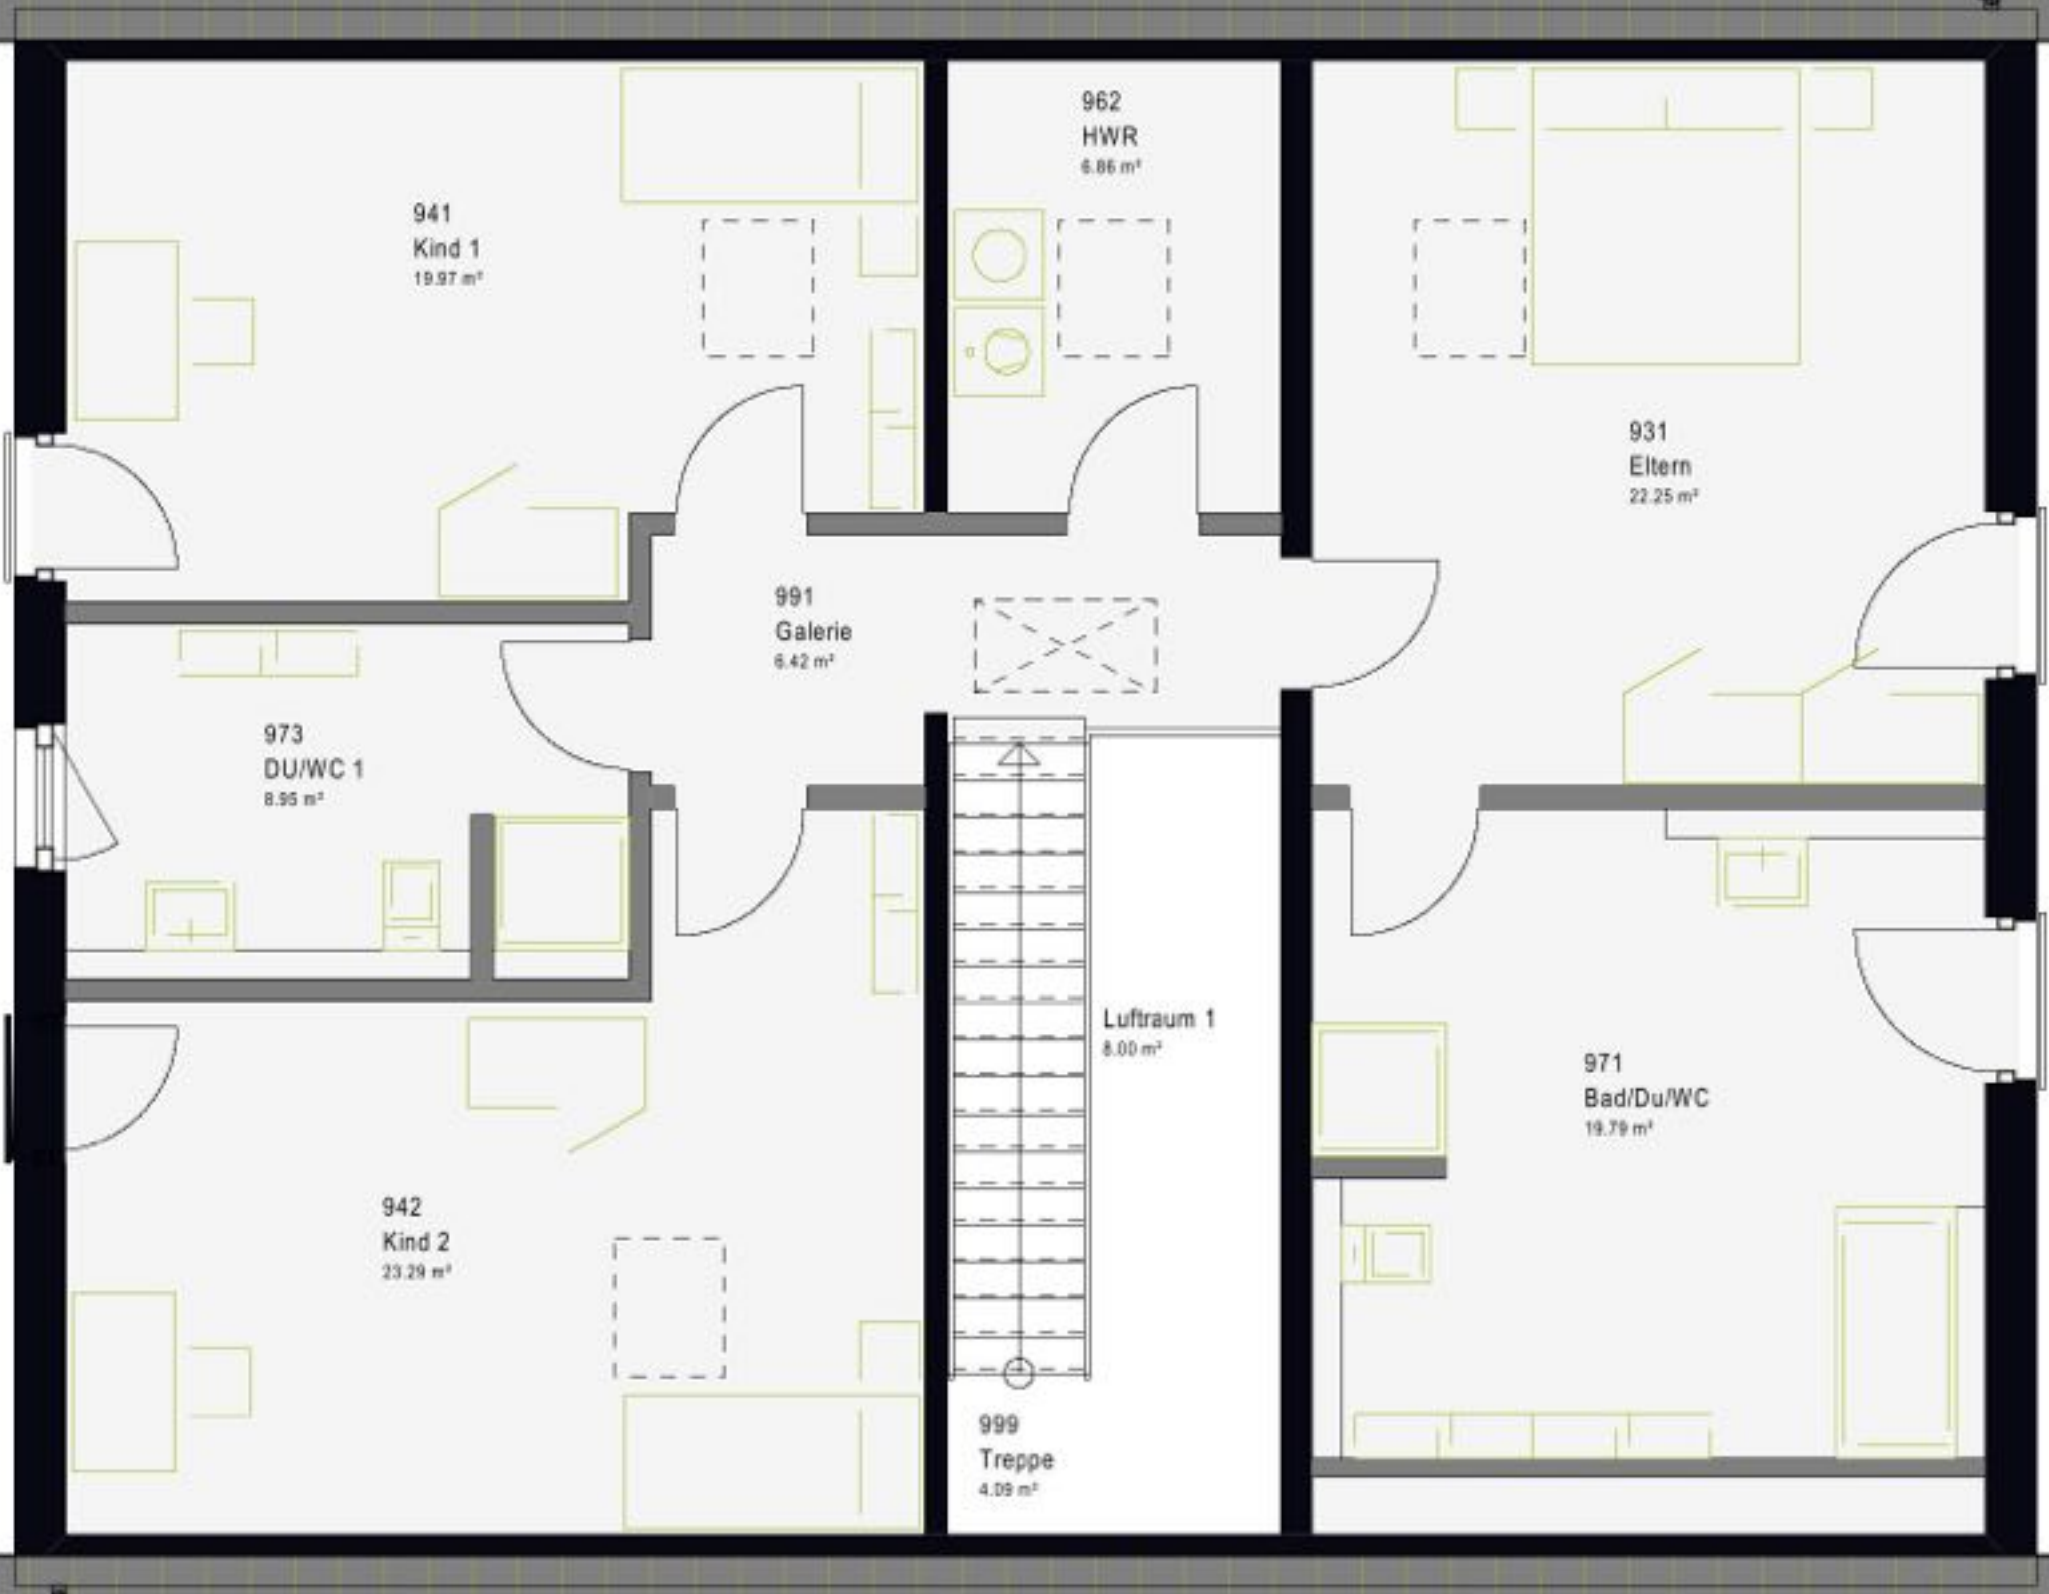 962
HWR
6.86 m²
941
Kind 1
19.97 m²
931
Eltern
22.25 m²
991
Galerie
6.42 m²
973
DU/WC 1
8.95 m²
Luftraum 1
8.00 m²
971
Bad/Du/WC
19.79 m²
942
Kind 2
23.29 m²
999
Treppe
4.09 m²